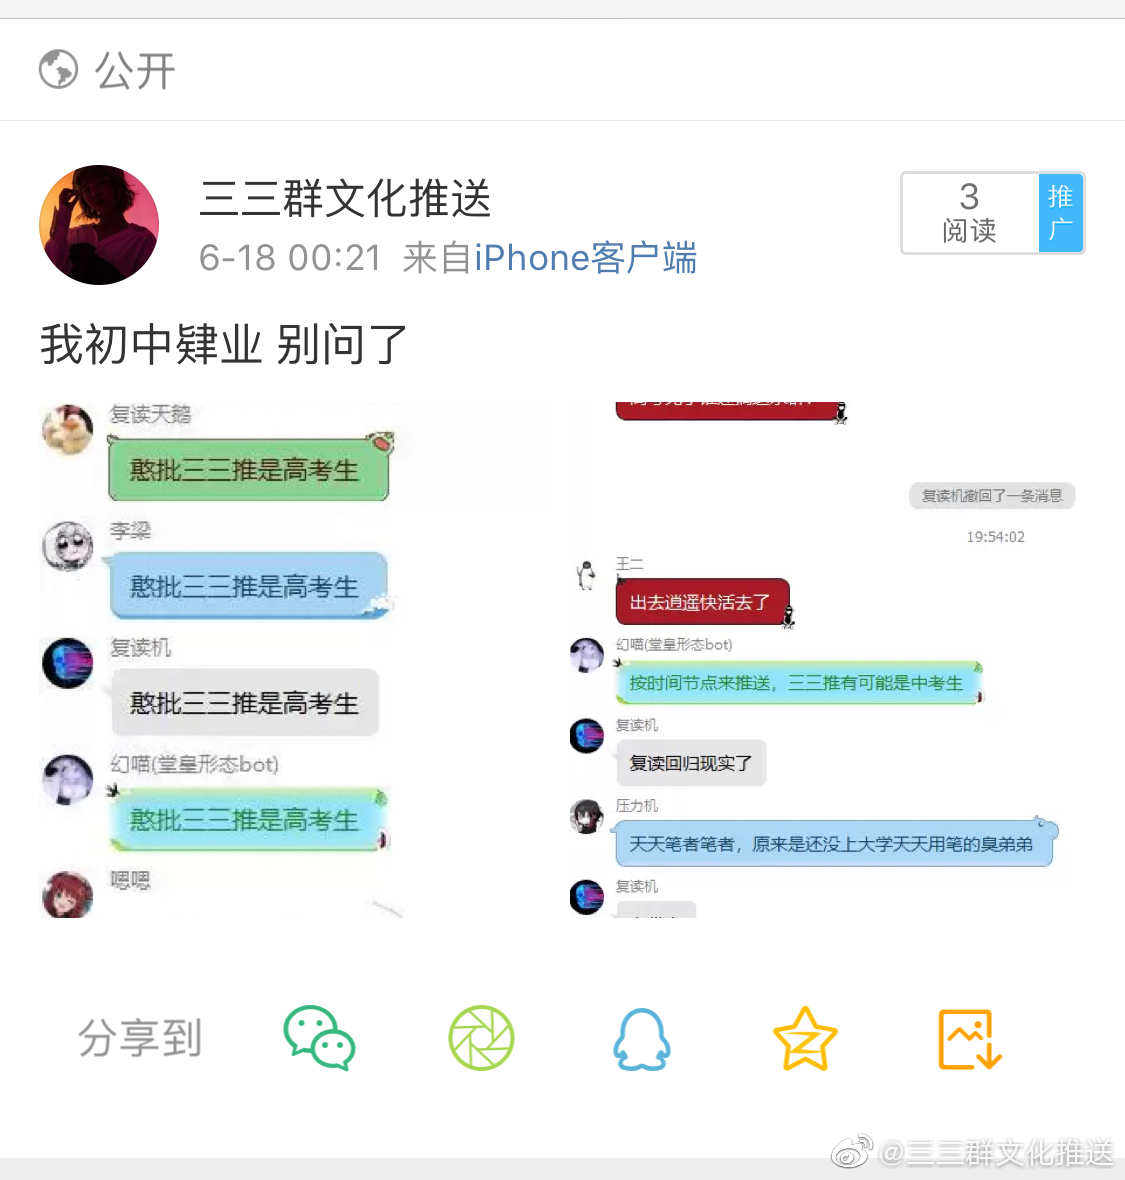 公开
三三群文化推送
6-18 00:21 来自iPhone客户端
3
阅读
推广
我初中肄业 别问了
复读天鹅
憨批三三推是高考生
李梁
憨批三三推是高考生
复读机
憨批三三推是高考生
幻喵(堂皇形态bot)
憨批三三推是高考生
嗯嗯
复读机撤回了一条消息
19:54:02
王二
出去逍遥快活去了
幻喵(堂皇形态bot)
按时间节点来推送，三三推有可能是中考生
复读机
复读回归现实了
压力机
天天笔者笔者，原来是还没上大学天天用笔的臭弟弟
复读机
分享到
@三三群文化推送